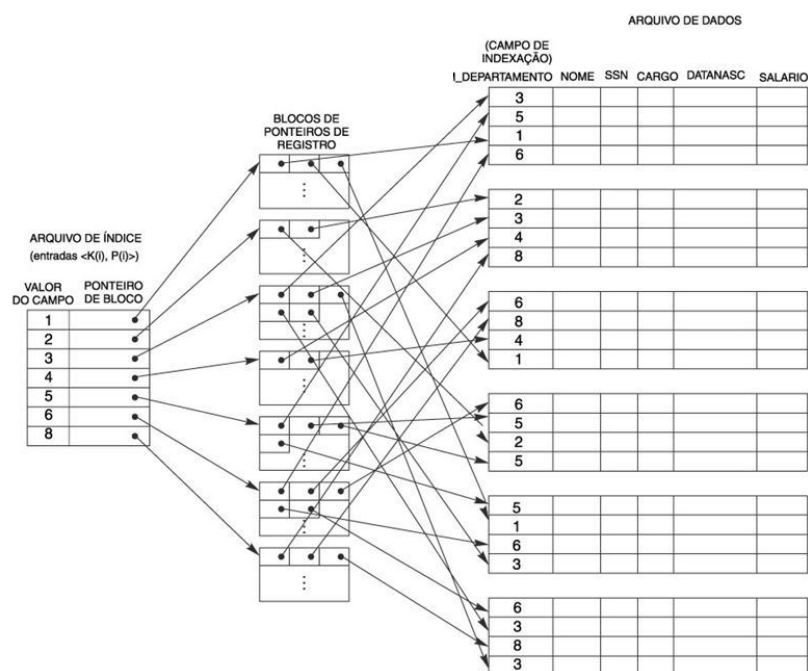 ARQUIVO DE DADOS
(CAMPO DE
INDEXAÇÃO)
I_DEPARTAMENTO NOME SSN CARGO DATANASC SALARIO
3
5
1
6
2
3
4
8
6
8
4
1
6
5
2
5
5
1
6
3
6
3
8
3
BLOCOS DE
PONTEIROS DE
REGISTRO
ARQUIVO DE ÍNDICE
(entradas <K(i), P(i)>)
VALOR
DO CAMPO
PONTEIRO
DE BLOCO
1
2
3
4
5
6
8